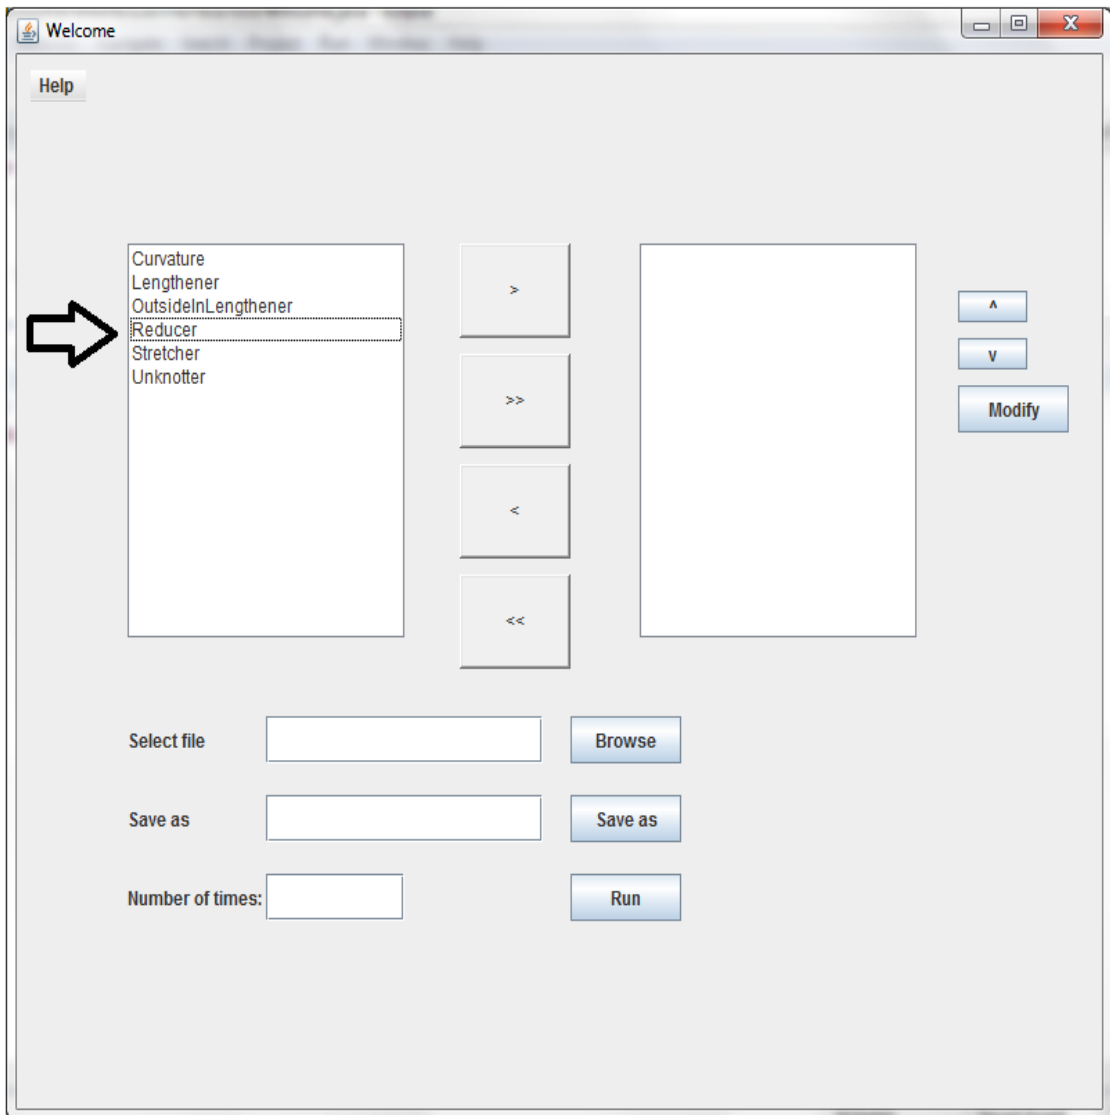 Welcome
Help
Curvature
Lengthener
OutsideInLengthener
Reducer
Stretcher
Unknotter
>
>>
<
<<
^
v
Modify
Select file
Browse
Save as
Save as
Number of times:
Run